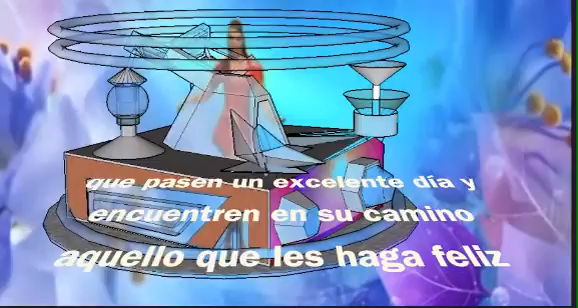 que pasen un excelente día y
encuentren en su camino
aquello que les haga feliz